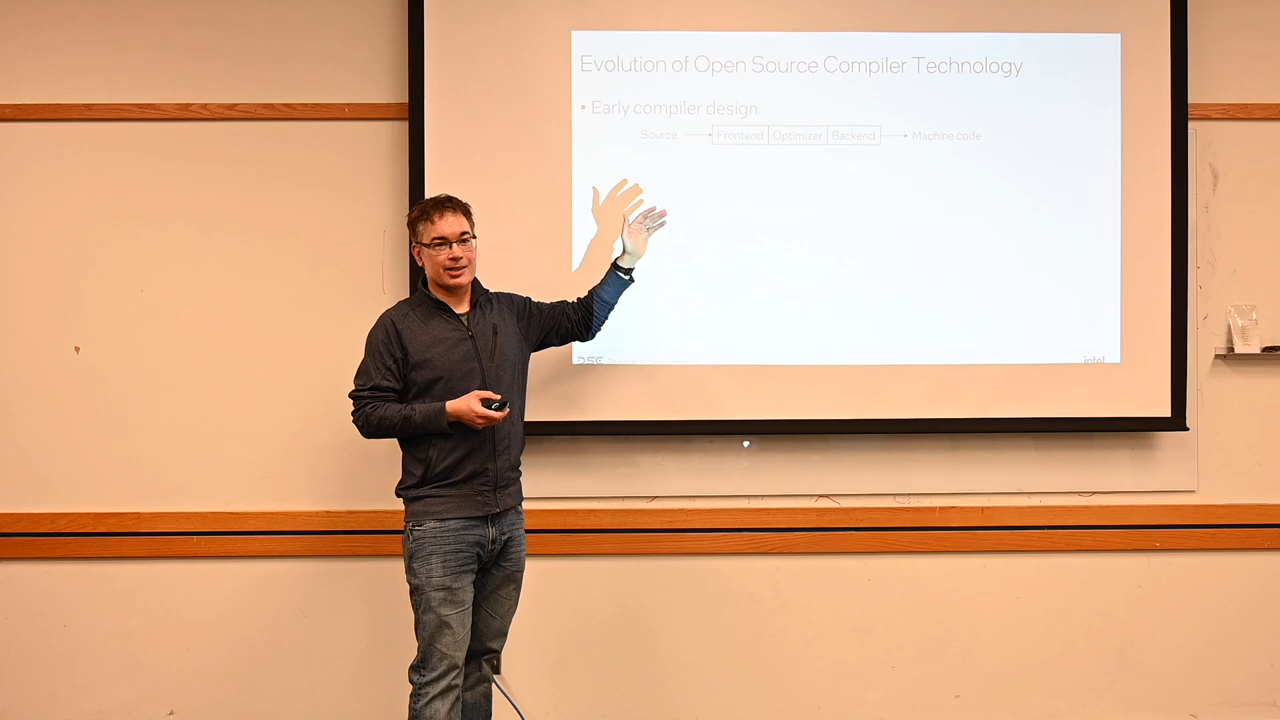 Evolution of Open Source Compiler Technology
▪ Early compiler design
Source Frontend Optimizer Backend Machine code
intel